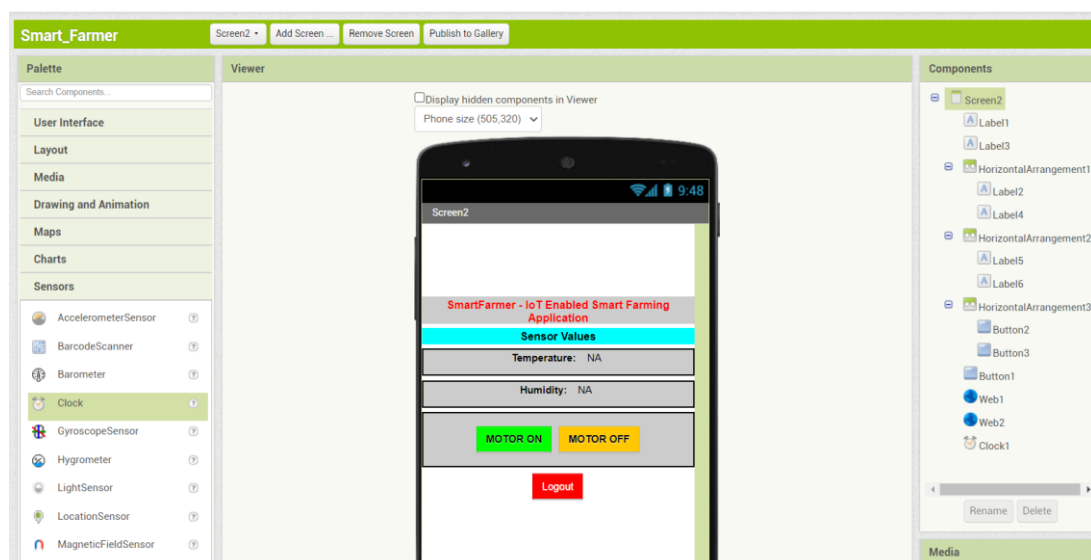 Smart_Farmer
Screen2
Add Screen ...
Remove Screen
Publish to Gallery
Palette
Search Components...
User Interface
Layout
Media
Drawing and Animation
Maps
Charts
Sensors
AccelerometerSensor
BarcodeScanner
Barometer
Clock
GyroscopeSensor
Hygrometer
LightSensor
LocationSensor
MagneticFieldSensor
Viewer
Display hidden components in Viewer
Phone size (505,320)
9:48
Screen2
SmartFarmer - IoT Enabled Smart Farming
Application
Sensor Values
Temperature: NA
Humidity: NA
MOTOR ON MOTOR OFF
Logout
Components
Screen2
Label1
Label3
HorizontalArrangement1
Label2
Label4
HorizontalArrangement2
Label5
Label6
HorizontalArrangement3
Button2
Button3
Button1
Web1
Web2
Clock1
Rename Delete
Media